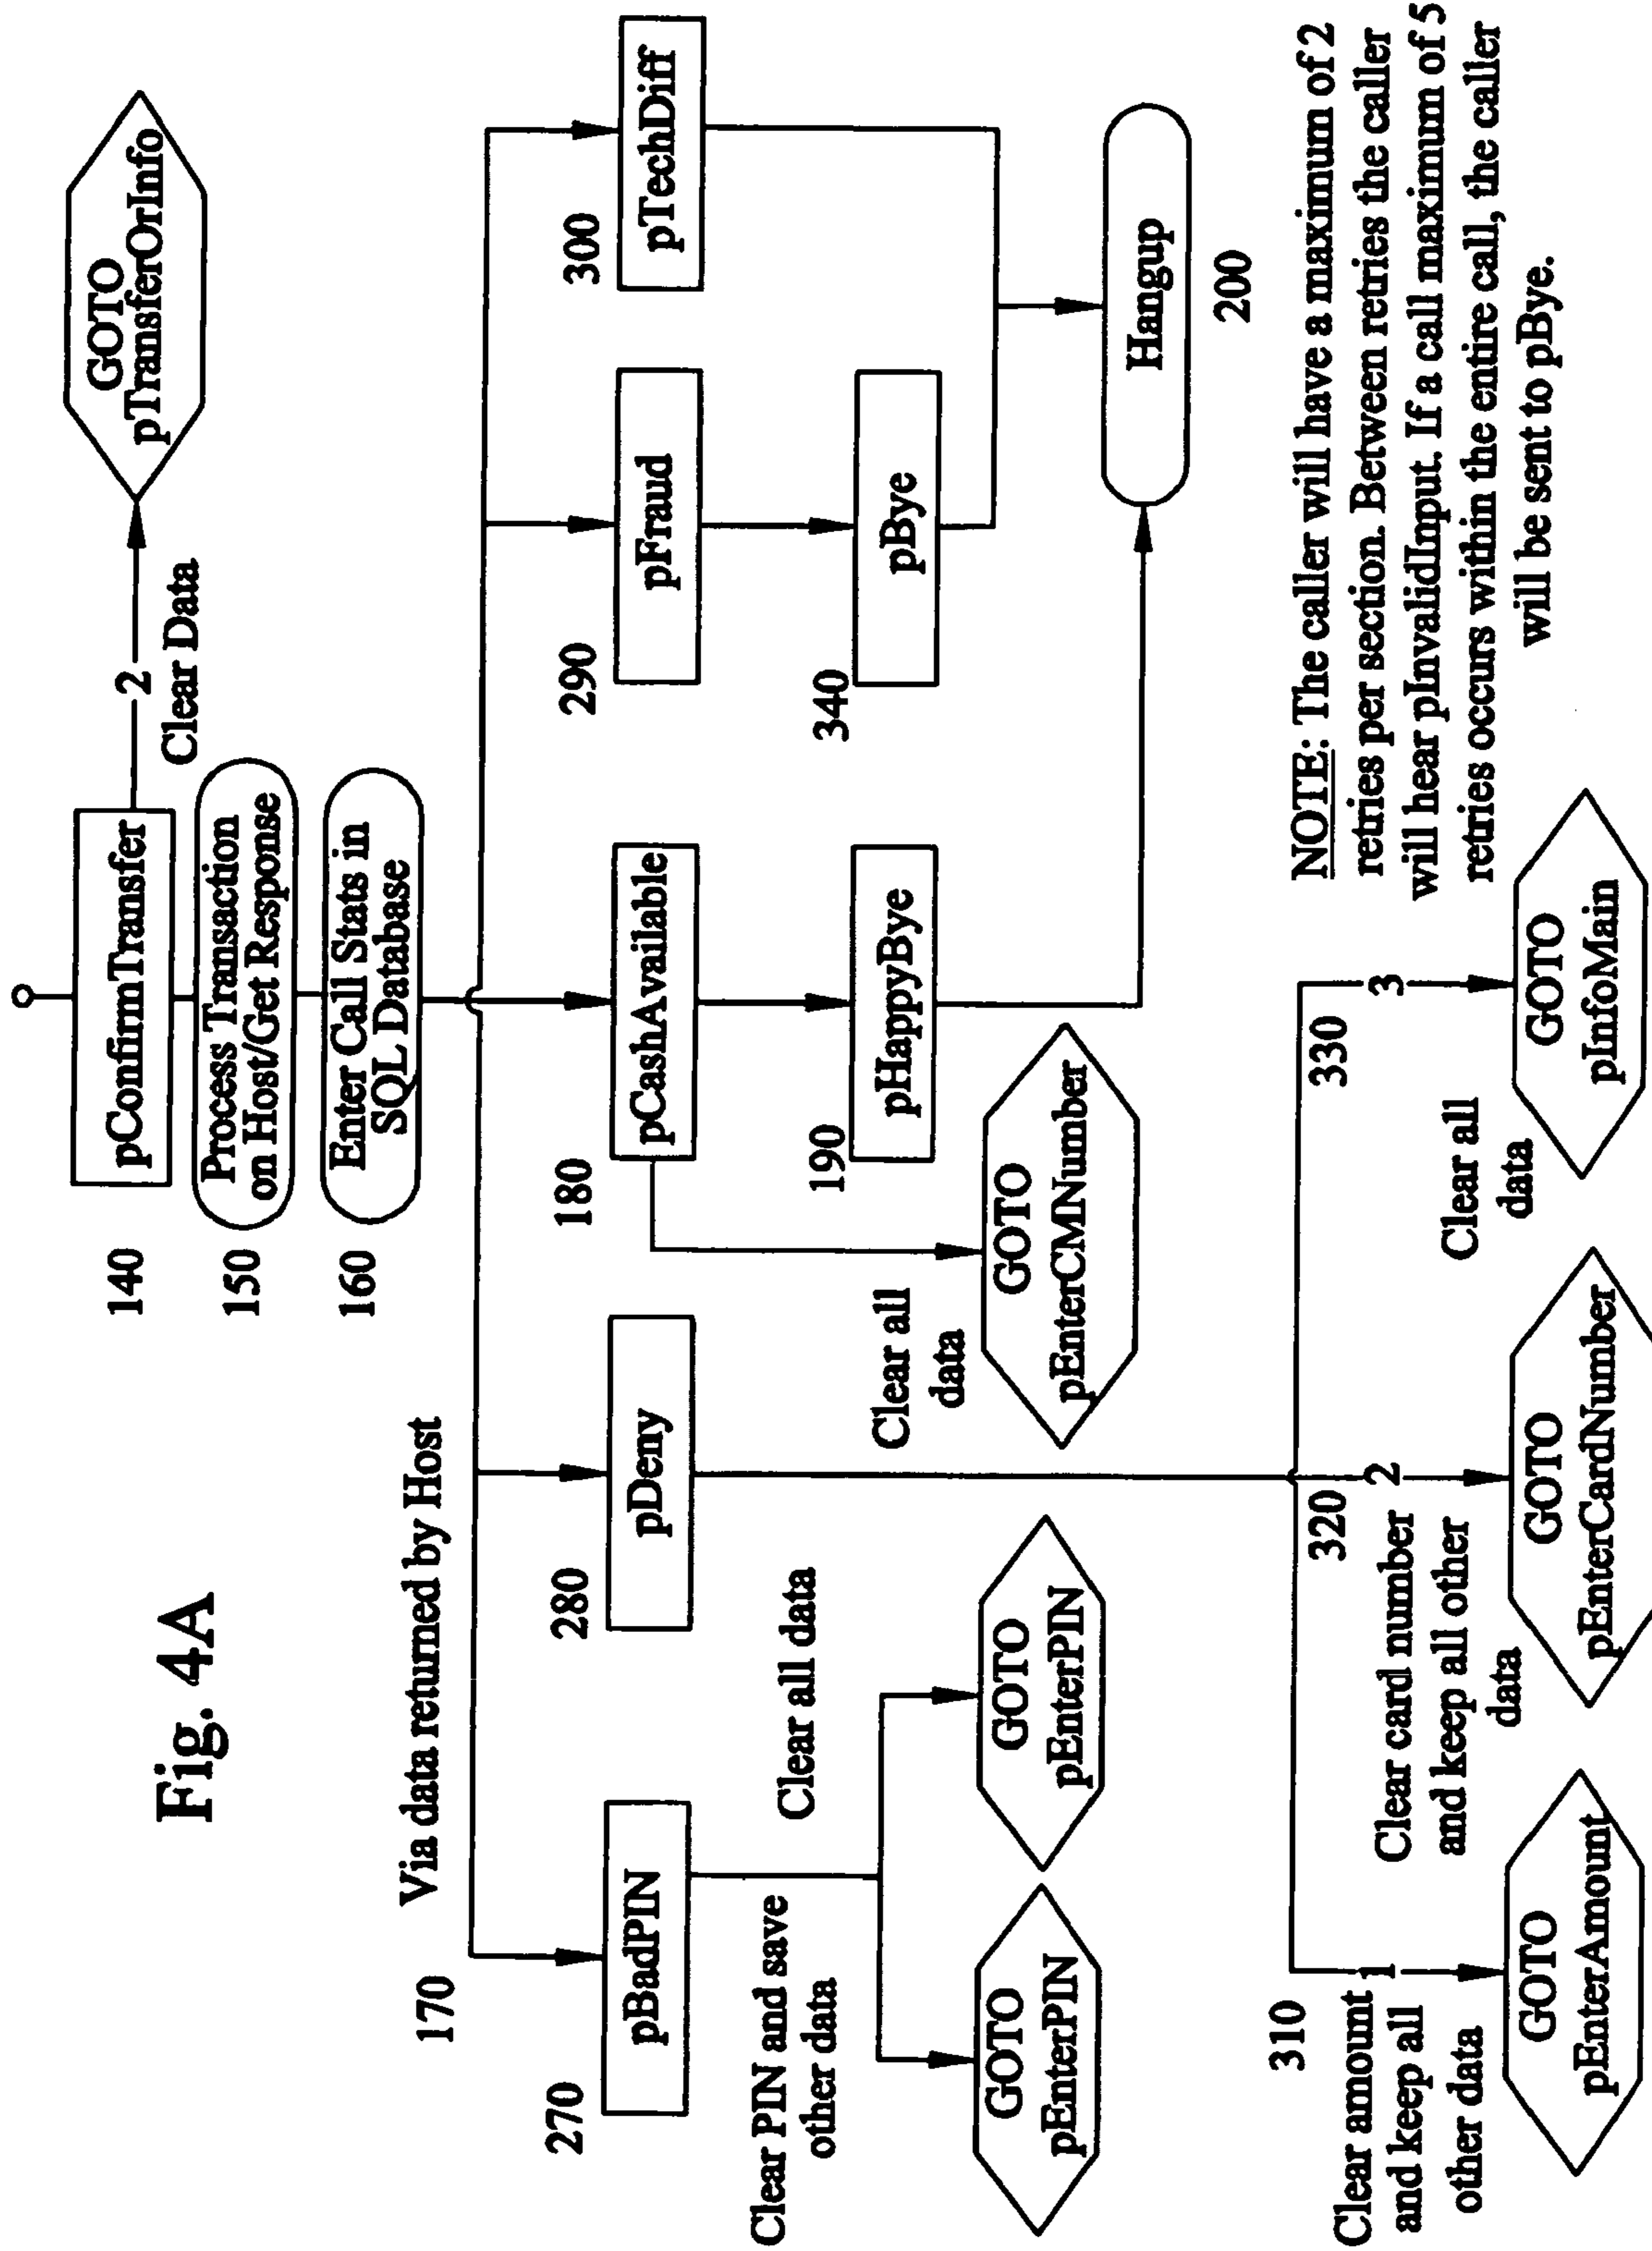 Fig. 4A
GOTO
pTransferOrInfo
2
Clear Data
140
pConfirmTransfer
150
Process Transaction
on Host/Get Response
160
Enter Call Stats in
SQL Database
170
Via data returned by Host
270
pBadPIN
280
pDeny
180
pCashAvailable
290
pFraud
300
pTechDiff
Clear PIN and save
other data
Clear all data
GOTO
pEnterPIN
GOTO
pEnterPIN
Clear all
data
GOTO
pEnterCMNumber
190
pHappyBye
340
pBye
Hangup
200
310
1
Clear amount
and keep all
other data
GOTO
pEnterAmount
320
2
Clear card number
and keep all other
data
GOTO
pEnterCardNumber
330
3
Clear all
data
GOTO
pInfoMain
NOTE: The caller will have a maximum of 2
retries per section. Between retries the caller
will hear pInvalidInput. If a call maximum of 5
retries occurs within the entire call, the caller
will be sent to pBye.